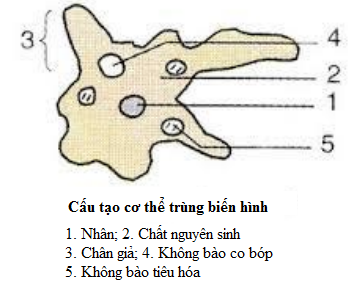 3
4
2
1
5
Cấu tạo cơ thể trùng biến hình
1. Nhân; 2. Chất nguyên sinh
3. Chân giả; 4. Không bào co bóp
5. Không bào tiêu hóa